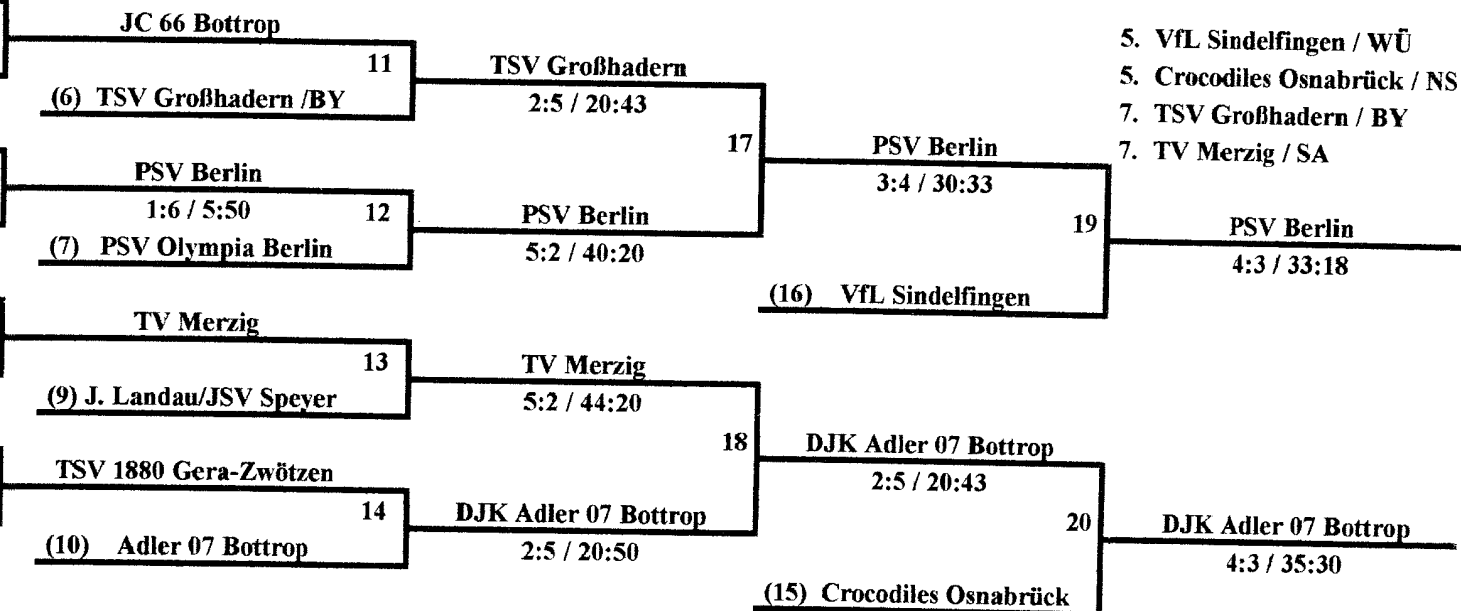 JC 66 Bottrop
11
(6) TSV Großhadern /BY
TSV Großhadern
2:5 / 20:43
PSV Berlin
1:6 / 5:50
12
(7) PSV Olympia Berlin
PSV Berlin
5:2 / 40:20
17
PSV Berlin
3:4 / 30:33
TV Merzig
13
(9) J. Landau/JSV Speyer
TV Merzig
5:2 / 44:20
TSV 1880 Gera-Zwötzen
14
(10) Adler 07 Bottrop
DJK Adler 07 Bottrop
2:5 / 20:50
18
DJK Adler 07 Bottrop
2:5 / 20:43
(16) VfL Sindelfingen
19
PSV Berlin
4:3 / 33:18
(15) Crocodiles Osnabrück
20
DJK Adler 07 Bottrop
4:3 / 35:30
5. VfL Sindelfingen / WÜ
5. Crocodiles Osnabrück / NS
7. TSV Großhadern / BY
7. TV Merzig / SA